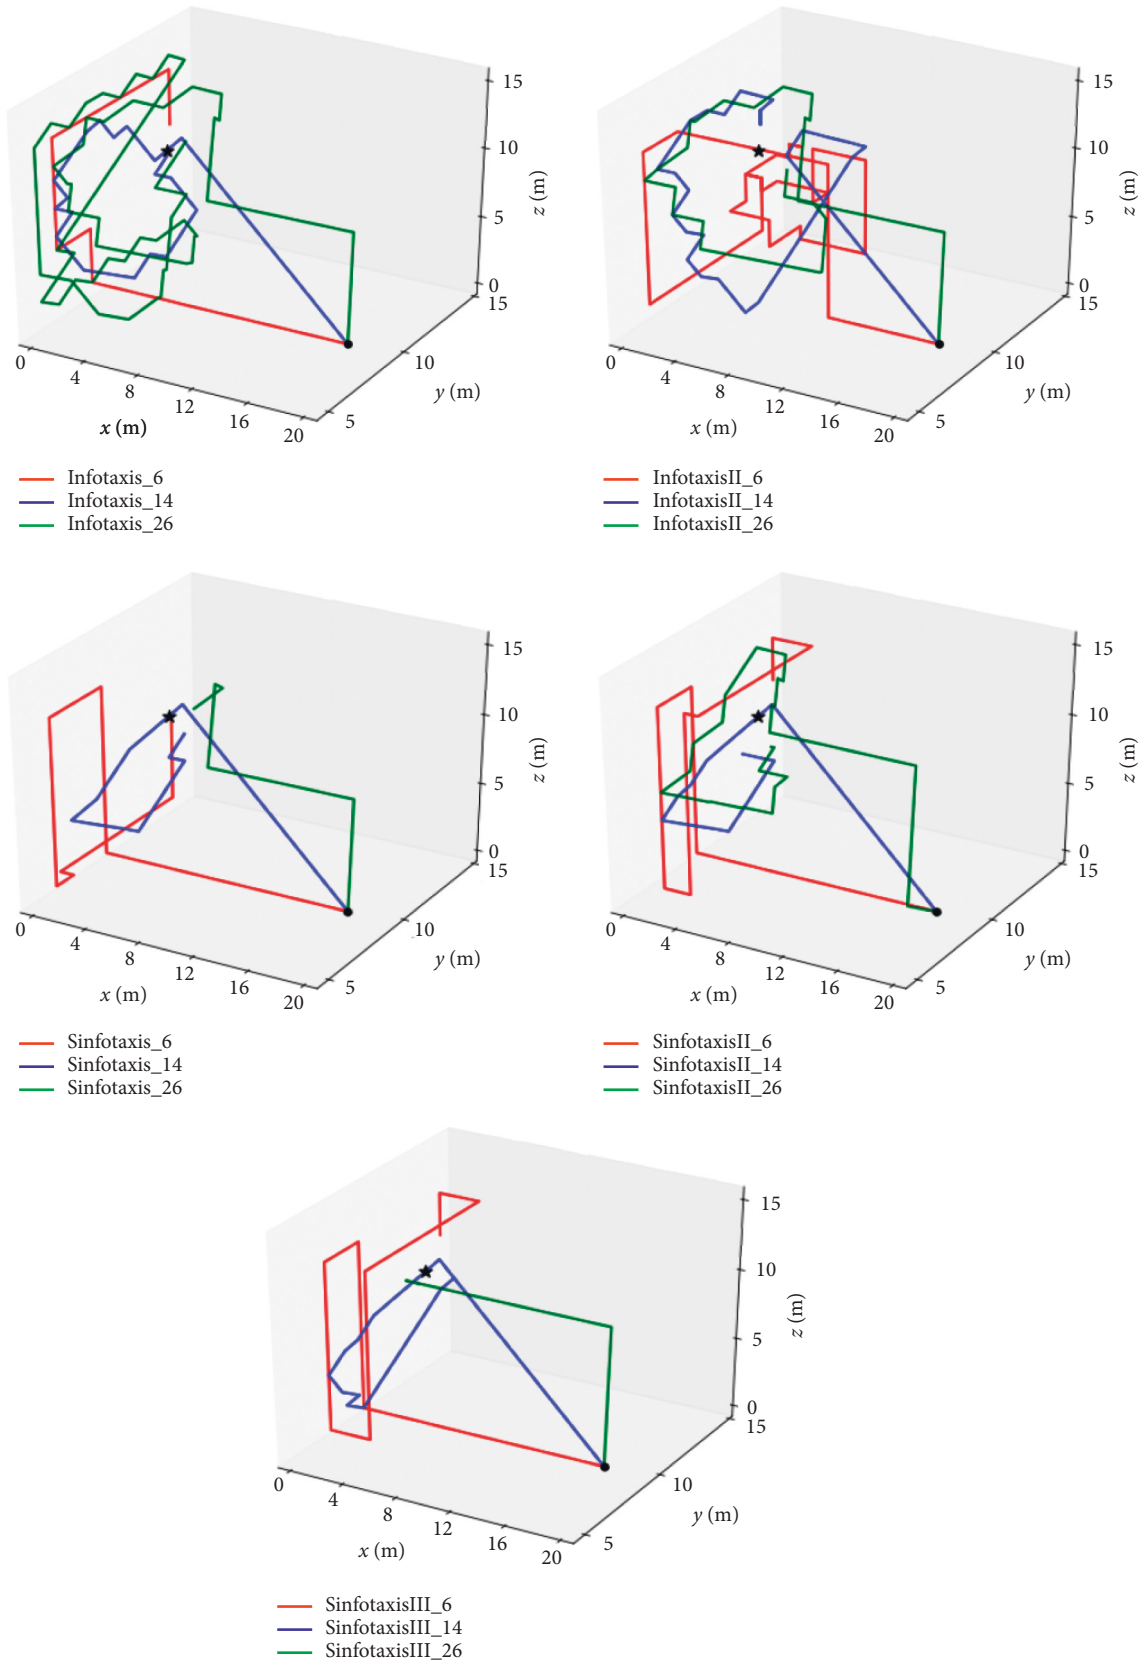 15
10
z (m)
5
0
15
10
y (m)
5
0
4
8
12
16
20
x (m)
Infotaxis_6
Infotaxis_14
Infotaxis_26
15
10
z (m)
5
0
15
10
y (m)
5
0
4
8
12
16
20
x (m)
InfotaxisII_6
InfotaxisII_14
InfotaxisII_26
15
10
z (m)
5
0
15
10
y (m)
5
0
4
8
12
16
20
x (m)
Sinfotaxis_6
Sinfotaxis_14
Sinfotaxis_26
15
10
z (m)
5
0
15
10
y (m)
5
0
4
8
12
16
20
x (m)
SinfotaxisII_6
SinfotaxisII_14
SinfotaxisII_26
15
10
z (m)
5
0
15
10
y (m)
5
0
4
8
12
16
20
x (m)
SinfotaxisIII_6
SinfotaxisIII_14
SinfotaxisIII_26